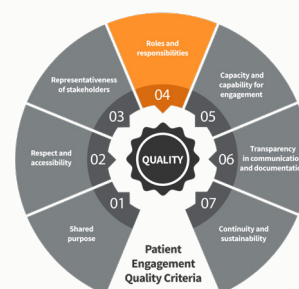 Roles and
responsibilities
04
Representativeness
of stakeholders
03
Capacity and
capability for
engagement
05
Respect and
accessibility
02
QUALITY
06
Transparency
in communication
and documentation
Shared
purpose
01
07
Continuity and
sustainability
Patient
Engagement
Quality Criteria